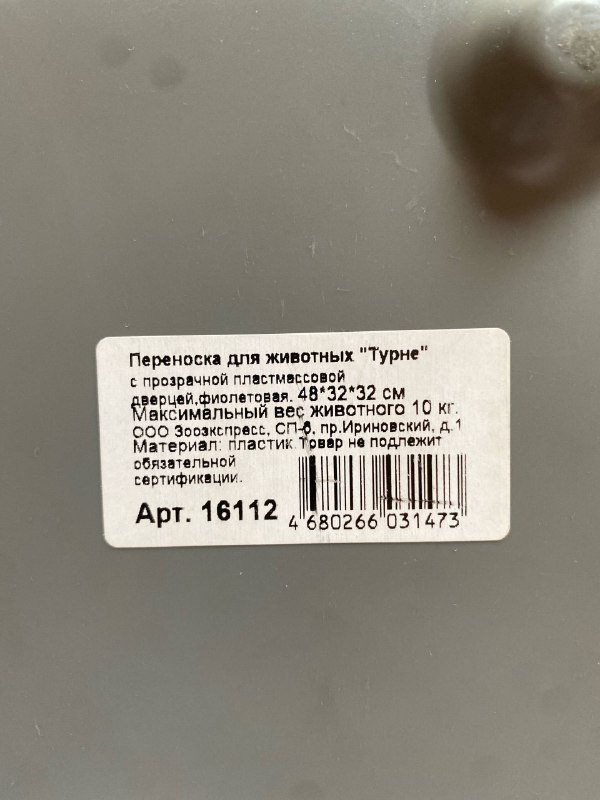 Переноска для животных "Турне"
с прозрачной пластмассовой
дверцей,фиолетовая. 48*32*32 см
Максимальный вес животного 10 кг.
ООО Зооэкспресс, СП-б, пр.Ириновский, д.1
Материал: пластик.Товар не подлежит
обязательной
сертификации.
Арт. 16112
4 680266 031473